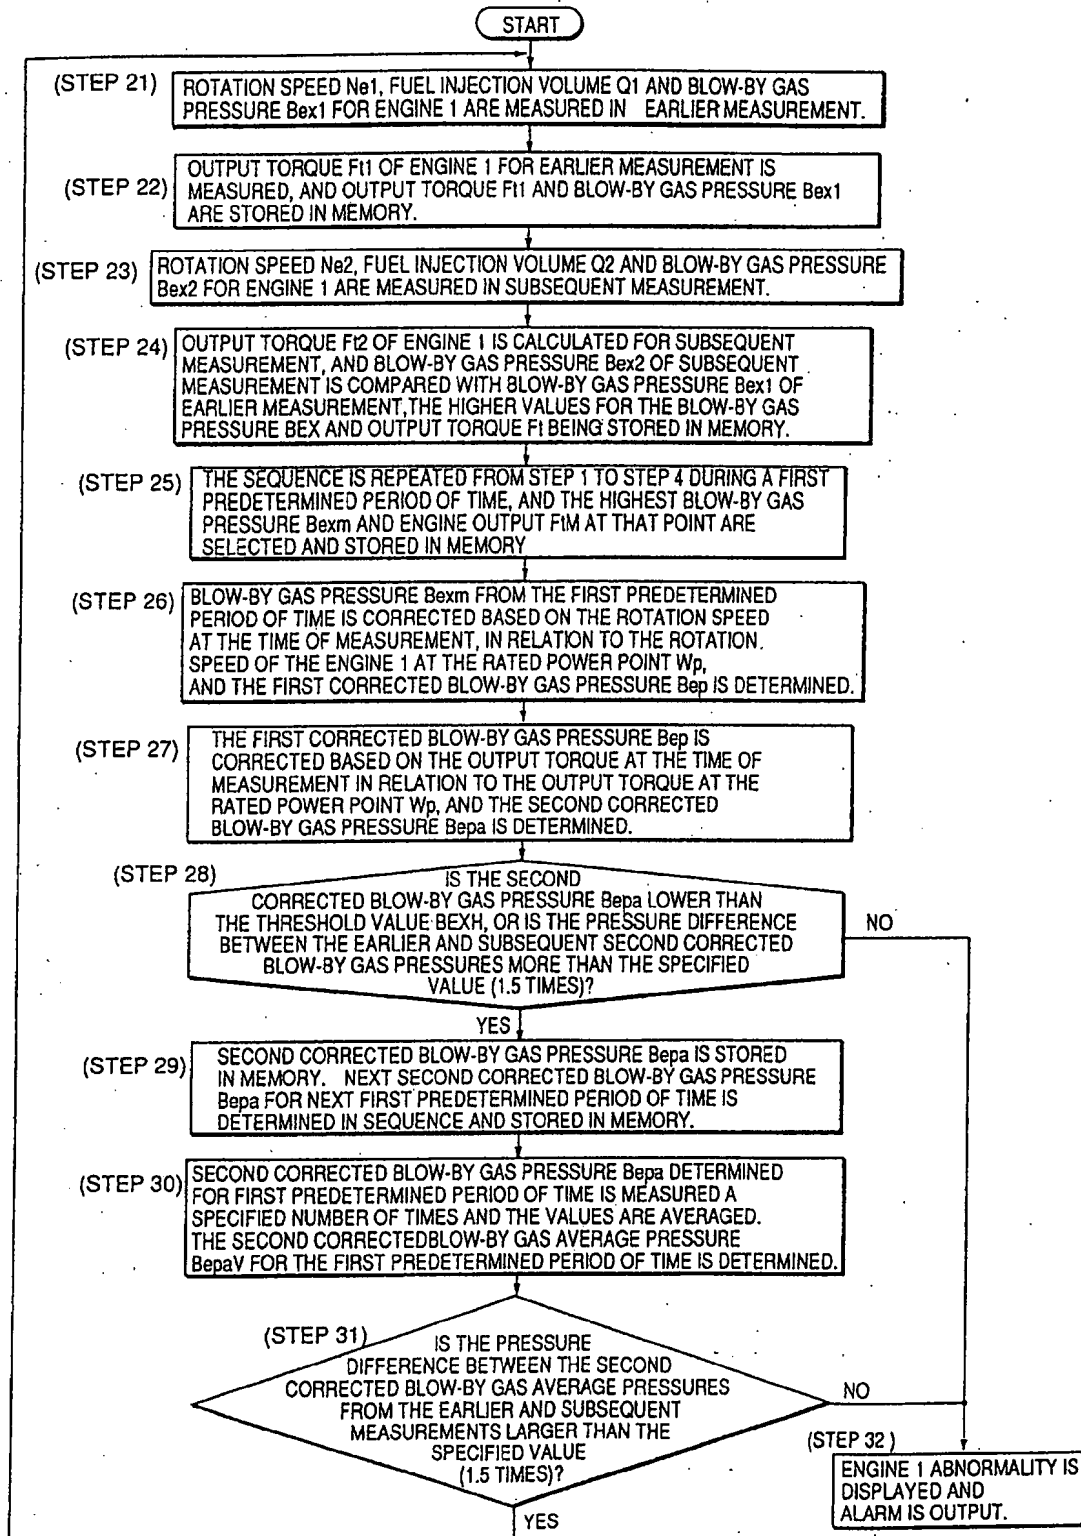 START
(STEP 21)
ROTATION SPEED Ne1, FUEL INJECTION VOLUME Q1 AND BLOW-BY GAS
PRESSURE Bex1 FOR ENGINE 1 ARE MEASURED IN EARLIER MEASUREMENT.
(STEP 22)
OUTPUT TORQUE Ft1 OF ENGINE 1 FOR EARLIER MEASUREMENT IS
MEASURED, AND OUTPUT TORQUE Ft1 AND BLOW-BY GAS PRESSURE Bex1
ARE STORED IN MEMORY.
(STEP 23)
ROTATION SPEED Ne2, FUEL INJECTION VOLUME Q2 AND BLOW-BY GAS PRESSURE
Bex2 FOR ENGINE 1 ARE MEASURED IN SUBSEQUENT MEASUREMENT.
(STEP 24)
OUTPUT TORQUE Ft2 OF ENGINE 1 IS CALCULATED FOR SUBSEQUENT
MEASUREMENT, AND BLOW-BY GAS PRESSURE Bex2 OF SUBSEQUENT
MEASUREMENT IS COMPARED WITH BLOW-BY GAS PRESSURE Bex1 OF
EARLIER MEASUREMENT,THE HIGHER VALUES FOR THE BLOW-BY GAS
PRESSURE BEX AND OUTPUT TORQUE Ft BEING STORED IN MEMORY.
(STEP 25)
THE SEQUENCE IS REPEATED FROM STEP 1 TO STEP 4 DURING A FIRST
PREDETERMINED PERIOD OF TIME, AND THE HIGHEST BLOW-BY GAS
PRESSURE Bexm AND ENGINE OUTPUT FtM AT THAT POINT ARE
SELECTED AND STORED IN MEMORY
(STEP 26)
BLOW-BY GAS PRESSURE Bexm FROM THE FIRST PREDETERMINED
PERIOD OF TIME IS CORRECTED BASED ON THE ROTATION SPEED
AT THE TIME OF MEASUREMENT, IN RELATION TO THE ROTATION
SPEED OF THE ENGINE 1 AT THE RATED POWER POINT Wp,
AND THE FIRST CORRECTED BLOW-BY GAS PRESSURE Bep IS DETERMINED.
(STEP 27)
THE FIRST CORRECTED BLOW-BY GAS PRESSURE Bep IS
CORRECTED BASED ON THE OUTPUT TORQUE AT THE TIME OF
MEASUREMENT IN RELATION TO THE OUTPUT TORQUE AT THE
RATED POWER POINT Wp, AND THE SECOND CORRECTED
BLOW-BY GAS PRESSURE Bepa IS DETERMINED.
(STEP 28)
IS THE SECOND
CORRECTED BLOW-BY GAS PRESSURE Bepa LOWER THAN
THE THRESHOLD VALUE BEXH, OR IS THE PRESSURE DIFFERENCE
BETWEEN THE EARLIER AND SUBSEQUENT SECOND CORRECTED
BLOW-BY GAS PRESSURES MORE THAN THE SPECIFIED
VALUE (1.5 TIMES)?
NO
YES
(STEP 29)
SECOND CORRECTED BLOW-BY GAS PRESSURE Bepa IS STORED
IN MEMORY. NEXT SECOND CORRECTED BLOW-BY GAS PRESSURE
Bepa FOR NEXT FIRST PREDETERMINED PERIOD OF TIME IS
DETERMINED IN SEQUENCE AND STORED IN MEMORY.
(STEP 30)
SECOND CORRECTED BLOW-BY GAS PRESSURE Bepa DETERMINED
FOR FIRST PREDETERMINED PERIOD OF TIME IS MEASURED A
SPECIFIED NUMBER OF TIMES AND THE VALUES ARE AVERAGED.
THE SECOND CORRECTEDBLOW-BY GAS AVERAGE PRESSURE
BepaV FOR THE FIRST PREDETERMINED PERIOD OF TIME IS DETERMINED.
(STEP 31)
IS THE PRESSURE
DIFFERENCE BETWEEN THE SECOND
CORRECTED BLOW-BY GAS AVERAGE PRESSURES
FROM THE EARLIER AND SUBSEQUENT
MEASUREMENTS LARGER THAN THE
SPECIFIED VALUE
(1.5 TIMES)?
NO
YES
(STEP 32)
ENGINE 1 ABNORMALITY IS
DISPLAYED AND
ALARM IS OUTPUT.